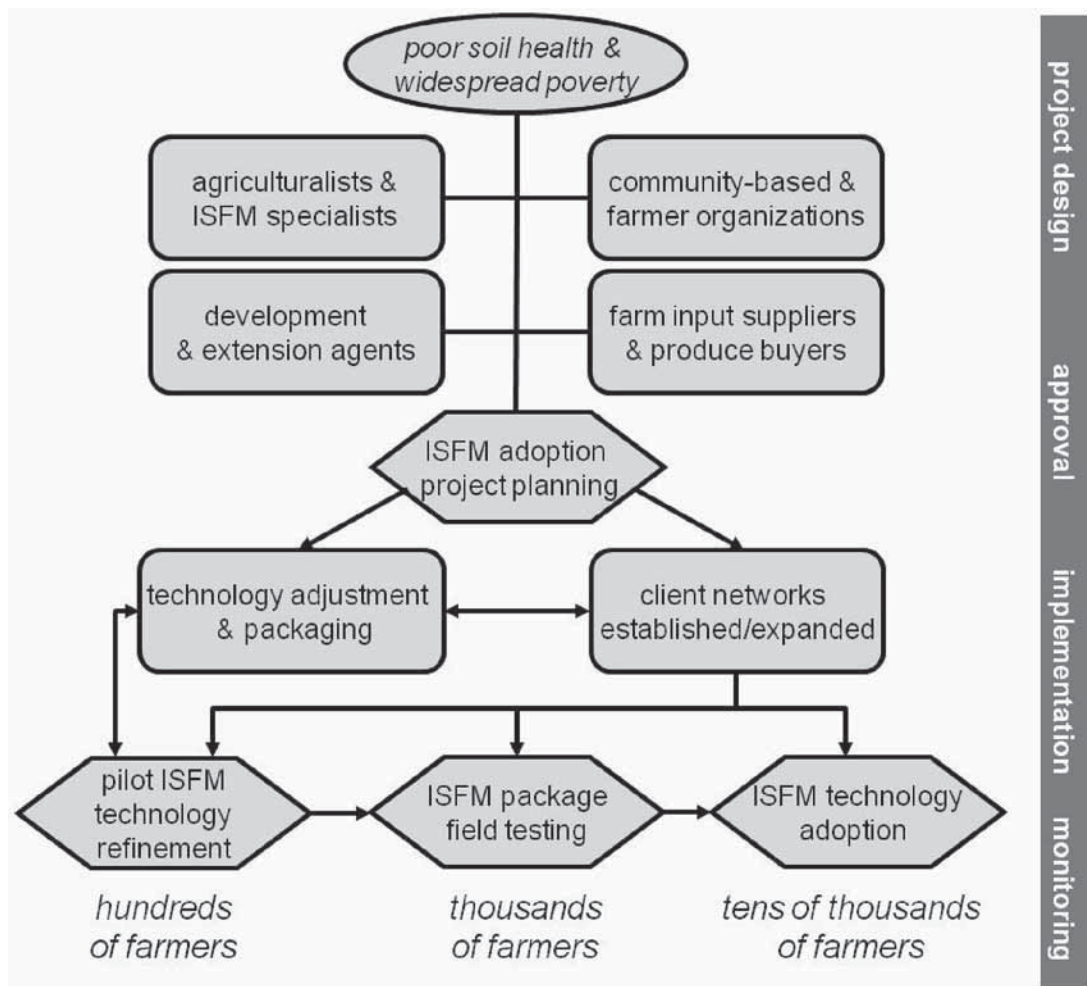 poor soil health &
widespread poverty
agriculturalists &
ISFM specialists
community-based &
farmer organizations
development
& extension agents
farm input suppliers
& produce buyers
ISFM adoption
project planning
technology adjustment
& packaging
client networks
established/expanded
pilot ISFM
technology
refinement
ISFM package
field testing
ISFM technology
adoption
hundreds
of farmers
thousands
of farmers
tens of thousands
of farmers
project design
approval
implementation
monitoring